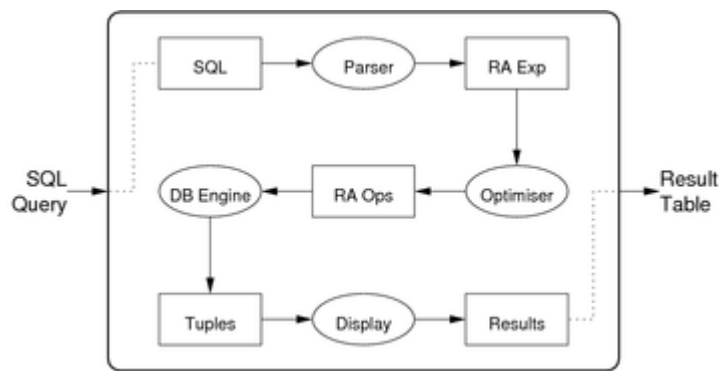 SQL
Parser
RA Exp
SQL
Query
DB Engine
RA Ops
Optimiser
Result
Table
Tuples
Display
Results